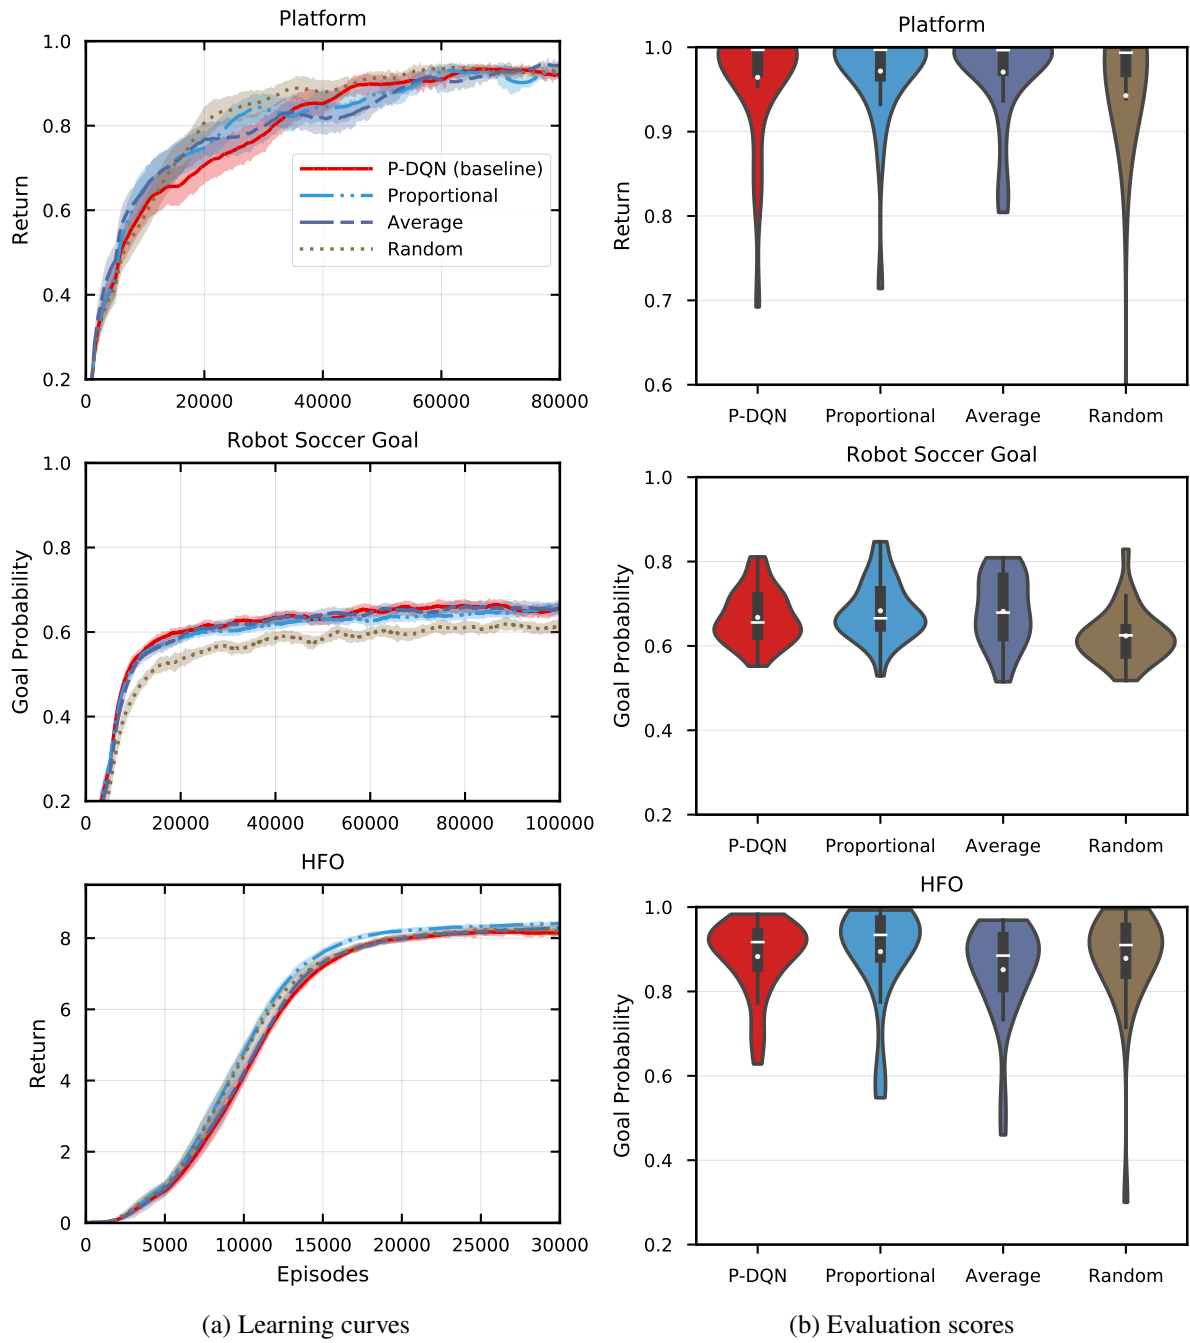 Platform
1.0
0.8
0.6
0.4
0.2
Return
0 20000 40000 60000 80000
P-DQN (baseline)
Proportional
Average
Random
Platform
1.0
0.9
0.8
0.7
0.6
Return
P-DQN Proportional Average Random
Robot Soccer Goal
1.0
0.8
0.6
0.4
0.2
Goal Probability
0 20000 40000 60000 80000 100000
Robot Soccer Goal
1.0
0.8
0.6
0.4
0.2
Goal Probability
P-DQN Proportional Average Random
HFO
8
6
4
2
0
Return
0 5000 10000 15000 20000 25000 30000
Episodes
HFO
1.0
0.8
0.6
0.4
0.2
Goal Probability
P-DQN Proportional Average Random
(a) Learning curves
(b) Evaluation scores